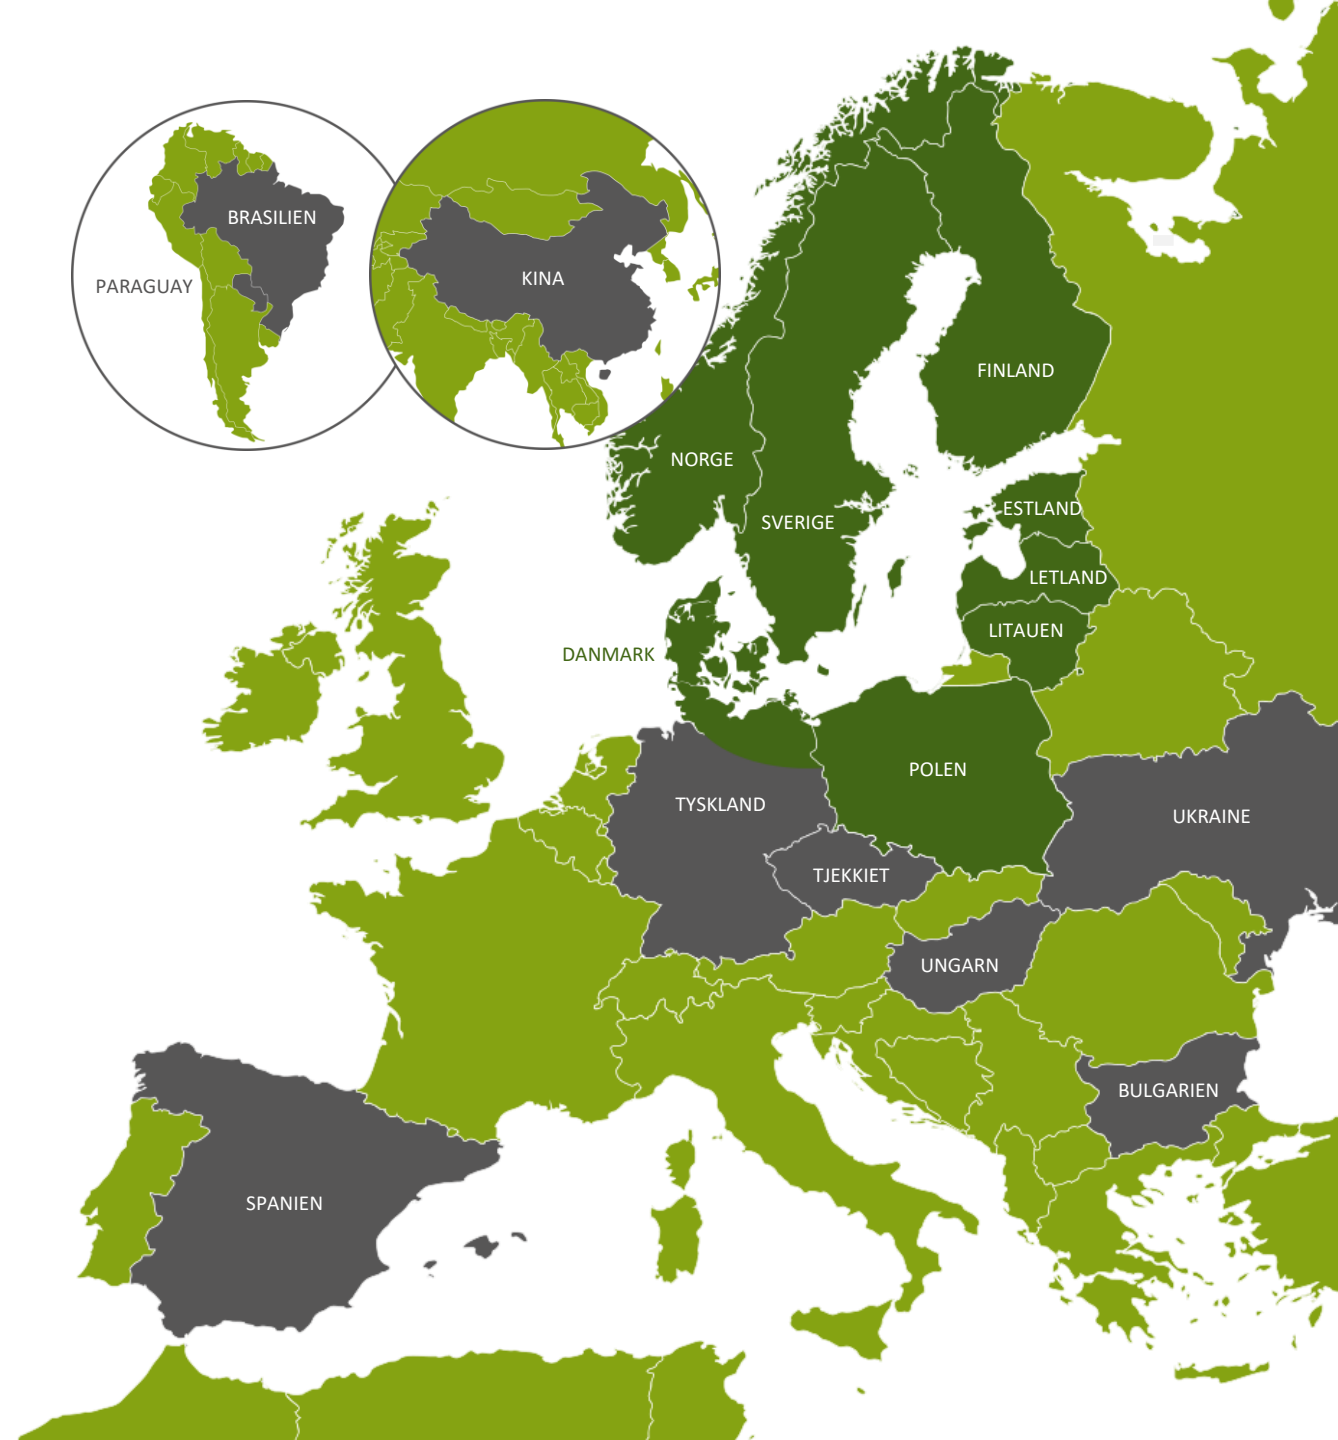 BRASILIEN
PARAGUAY
KINA
FINLAND
NORGE
SVERIGE
ESTLAND
LETLAND
LITAUEN
DANMARK
POLEN
TYSKLAND
UKRAINE
TJEKKIET
UNGARN
BULGARIEN
SPANIEN